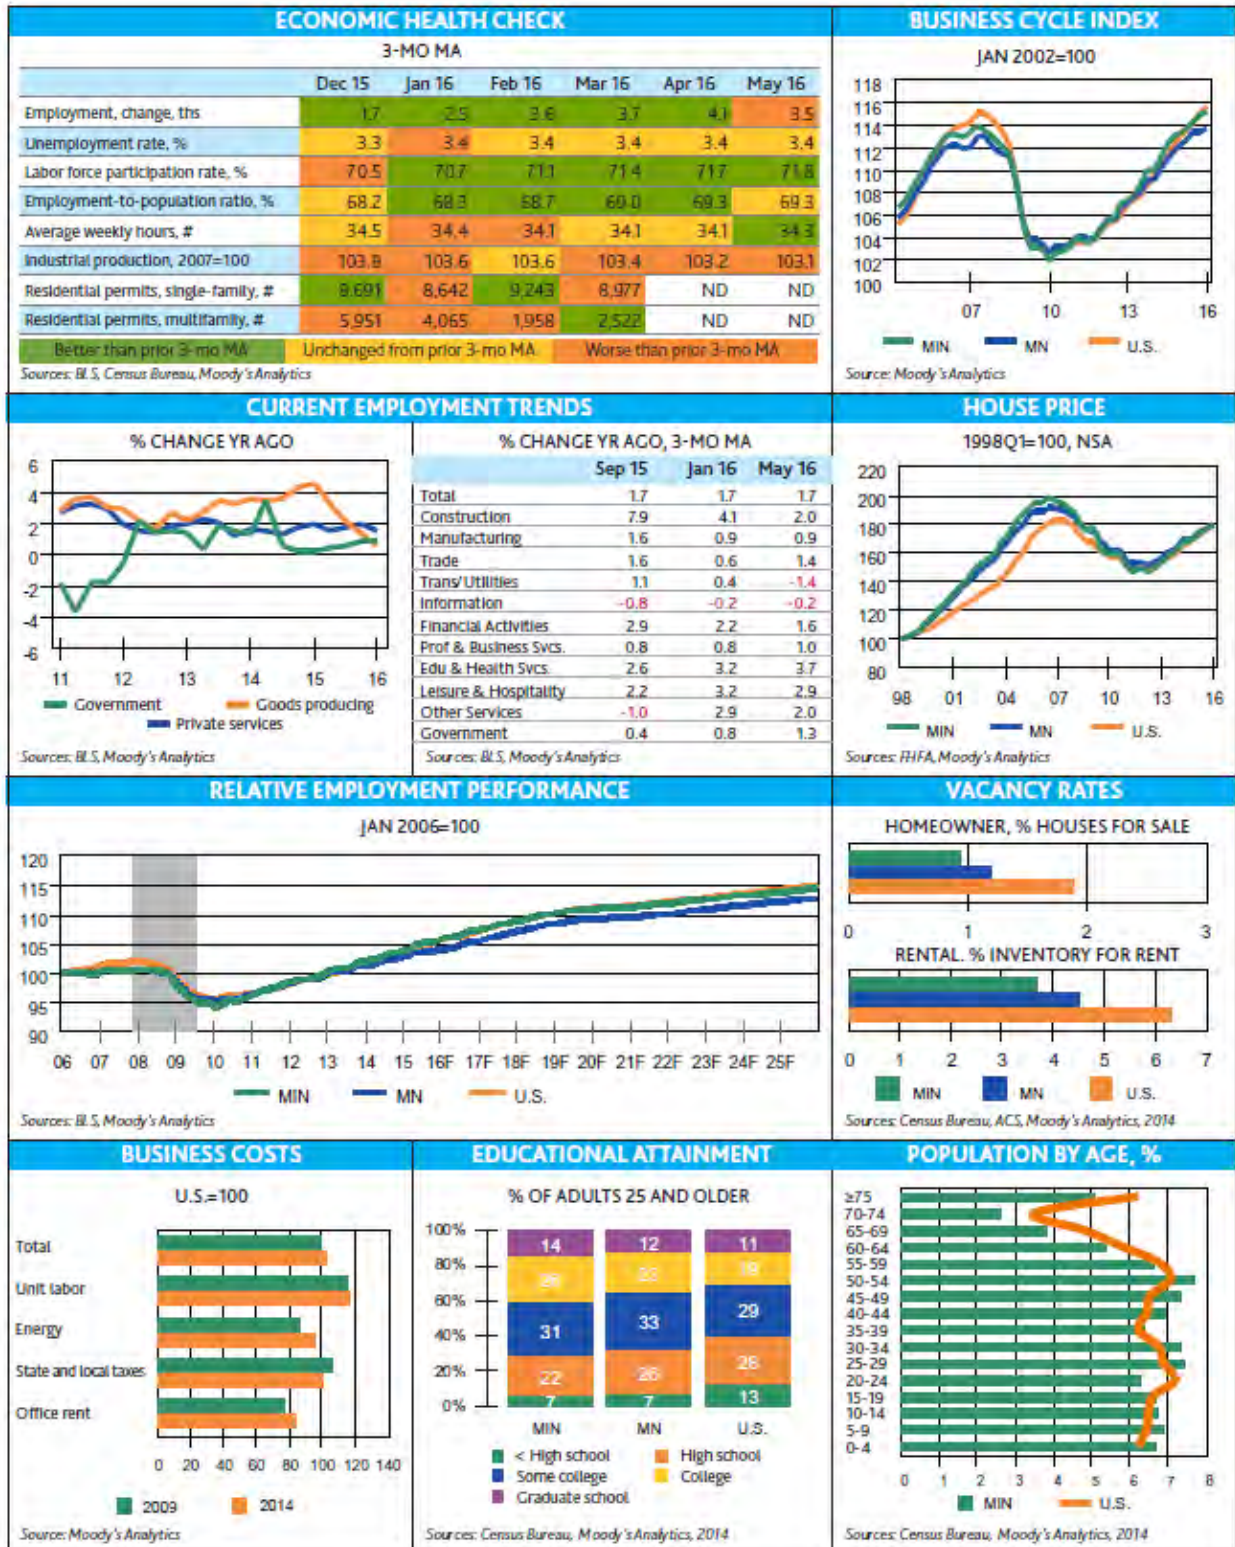 ECONOMIC HEALTH CHECK
3-MO MA
Dec 15 Jan 16 Feb 16 Mar 16 Apr 16 May 16
Employment, change, ths 1.7 2.5 3.6 3.7 4.1 3.5
Unemployment rate, % 3.3 3.4 3.4 3.4 3.4 3.4
Labor force participation rate, % 70.5 70.7 71.1 71.4 71.7 71.8
Employment-to-population ratio, % 68.2 68.3 68.7 69.0 69.3 69.3
Average weekly hours, # 34.5 34.4 34.1 34.1 34.1 34.3
Industrial production, 2007=100 103.8 103.6 103.6 103.4 103.2 103.1
Residential permits, single-family, # 8,691 8,642 9,243 8,977 ND ND
Residential permits, multifamily, # 5,951 4,065 1,958 2,522 ND ND
Better than prior 3-mo MA Unchanged from prior 3-mo MA Worse than prior 3-mo MA
Sources: BLS, Census Bureau, Moody's Analytics
BUSINESS CYCLE INDEX
JAN 2002=100
118
116
114
112
110
108
106
104
102
100
07 10 13 16
MIN MN U.S.
Source: Moody's Analytics
CURRENT EMPLOYMENT TRENDS
% CHANGE YR AGO
6
4
2
0
-2
-4
-6
11 12 13 14 15 16
Government Goods producing
Private services
Sources: BLS, Moody's Analytics
% CHANGE YR AGO, 3-MO MA
Sep 15 Jan 16 May 16
Total 1.7 1.7 1.7
Construction 7.9 4.1 2.0
Manufacturing 1.6 0.9 0.9
Trade 1.6 0.6 1.4
Trans/Utilities 1.1 0.4 -1.4
Information -0.8 -0.2 -0.2
Financial Activities 2.9 2.2 1.6
Prof & Business Svcs. 0.8 0.8 1.0
Edu & Health Svcs. 2.6 3.2 3.7
Leisure & Hospitality 2.2 3.2 2.9
Other Services -1.0 2.9 2.0
Government 0.4 0.8 1.3
Sources: BLS, Moody's Analytics
HOUSE PRICE
1998Q1=100, NSA
220
200
180
160
140
120
100
80
98 01 04 07 10 13 16
MIN MN U.S.
Sources: FHFA, Moody's Analytics
RELATIVE EMPLOYMENT PERFORMANCE
JAN 2006=100
120
115
110
105
100
95
90
06 07 08 09 10 11 12 13 14 15 16F 17F 18F 19F 20F 21F 22F 23F 24F 25F
MIN MN U.S.
Sources: BLS, Moody's Analytics
VACANCY RATES
HOMEOWNER, % HOUSES FOR SALE
0 1 2 3
RENTAL. % INVENTORY FOR RENT
0 1 2 3 4 5 6 7
MIN MN U.S.
Sources: Census Bureau, ACS, Moody's Analytics, 2014
BUSINESS COSTS
U.S.=100
Total
Unit labor
Energy
State and local taxes
Office rent
0 20 40 60 80 100 120 140
2009 2014
Source: Moody's Analytics
EDUCATIONAL ATTAINMENT
% OF ADULTS 25 AND OLDER
100%
80%
60%
40%
20%
0%
14 12 11
31 33 29
22 26 28
7 7 13
MIN MN U.S.
< High school High school
Some college College
Graduate school
Sources: Census Bureau, Moody's Analytics, 2014
POPULATION BY AGE, %
≥75
70-74
65-69
60-64
55-59
50-54
45-49
40-44
35-39
30-34
25-29
20-24
15-19
10-14
5-9
0-4
0 1 2 3 4 5 6 7 8
MIN U.S.
Sources: Census Bureau, Moody's Analytics, 2014